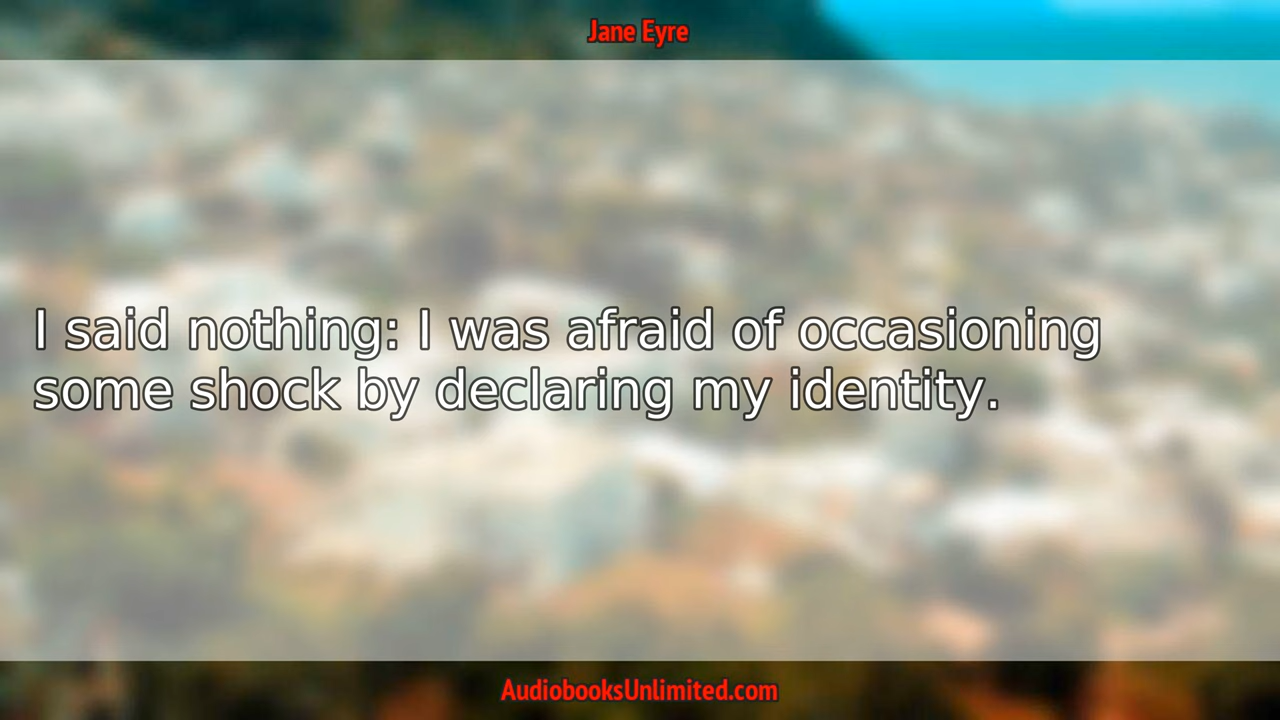 Jane Eyre
I said nothing: I was afraid of occasioning
some shock by declaring my identity.
AudiobooksUnlimited.com